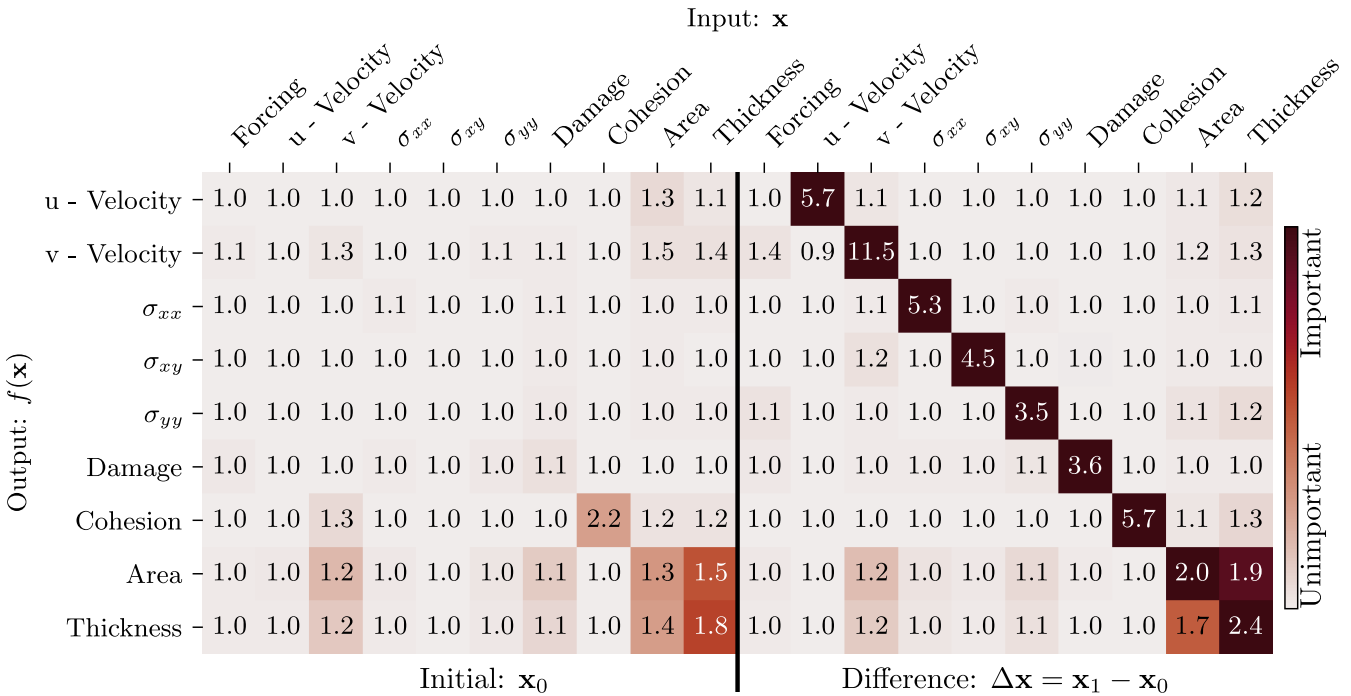 Input: x
Forcing u - Velocity v - Velocity σxx σxy σyy Damage Cohesion Area Thickness Forcing u - Velocity v - Velocity σxx σxy σyy Damage Cohesion Area Thickness
u - Velocity 1.0 1.0 1.0 1.0 1.0 1.0 1.0 1.0 1.3 1.1 1.0 5.7 1.1 1.0 1.0 1.0 1.0 1.0 1.1 1.2
v - Velocity 1.1 1.0 1.3 1.0 1.0 1.1 1.1 1.0 1.5 1.4 1.4 0.9 11.5 1.0 1.0 1.0 1.0 1.0 1.2 1.3
σxx 1.0 1.0 1.0 1.1 1.0 1.0 1.1 1.0 1.0 1.0 1.0 1.0 1.1 5.3 1.0 1.0 1.0 1.0 1.0 1.1
σxy 1.0 1.0 1.0 1.0 1.0 1.0 1.0 1.0 1.0 1.0 1.0 1.0 1.2 1.0 4.5 1.0 1.0 1.0 1.0 1.0
σyy 1.0 1.0 1.0 1.0 1.0 1.0 1.0 1.0 1.0 1.0 1.1 1.0 1.0 1.0 1.0 3.5 1.0 1.0 1.1 1.2
Damage 1.0 1.0 1.0 1.0 1.0 1.0 1.1 1.0 1.0 1.0 1.0 1.0 1.0 1.0 1.0 1.1 3.6 1.0 1.0 1.0
Cohesion 1.0 1.0 1.3 1.0 1.0 1.0 1.0 2.2 1.2 1.2 1.0 1.0 1.0 1.0 1.0 1.0 1.0 5.7 1.1 1.3
Area 1.0 1.0 1.2 1.0 1.0 1.0 1.1 1.0 1.3 1.5 1.0 1.0 1.2 1.0 1.0 1.1 1.0 1.0 2.0 1.9
Thickness 1.0 1.0 1.2 1.0 1.0 1.0 1.1 1.0 1.4 1.8 1.0 1.0 1.2 1.0 1.0 1.1 1.0 1.0 1.7 2.4
Output: f(x)
Initial: x₀
Difference: Δx = x₁ − x₀
Important
Unimportant